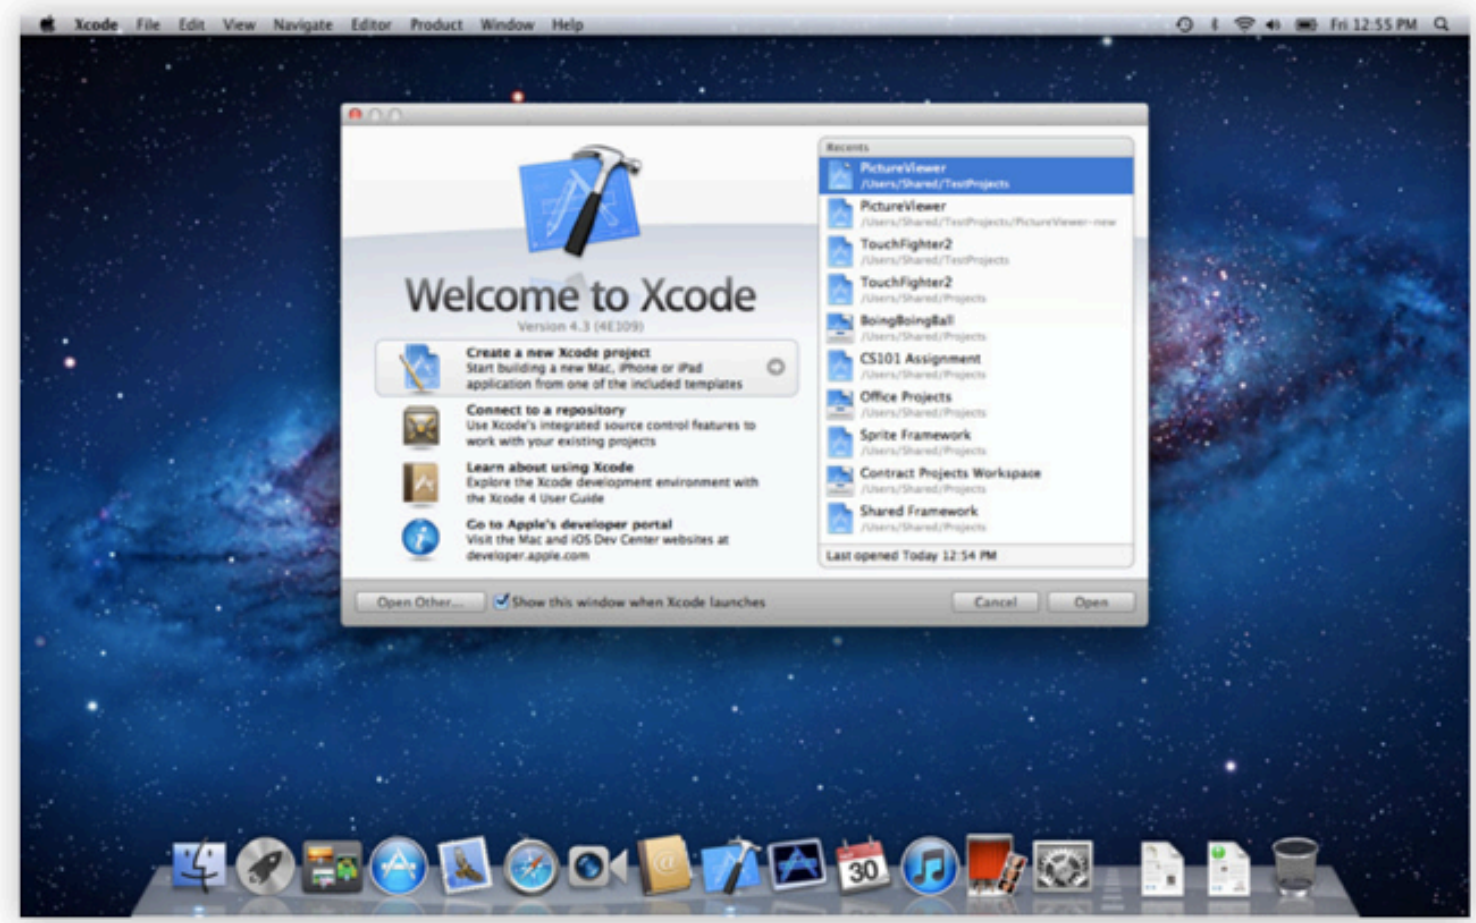 Xcode File Edit View Navigate Editor Product Window Help Fri 12:55 PM
Welcome to Xcode
Version 4.3 (4E109)
Create a new Xcode project
Start building a new Mac, iPhone or iPad
application from one of the included templates
Connect to a repository
Use Xcode's integrated source control features to
work with your existing projects
Learn about using Xcode
Explore the Xcode development environment with
the Xcode 4 User Guide
Go to Apple's developer portal
Visit the Mac and iOS Dev Center websites at
developer.apple.com
Recents
PictureViewer
/Users/Shared/TestProjects
PictureViewer
/Users/Shared/TestProjects/PictureViewer-new
TouchFighter2
/Users/Shared/TestProjects
TouchFighter2
/Users/Shared/Projects
BoingBoingBall
/Users/Shared/Projects
CS101 Assignment
/Users/Shared/Projects
Office Projects
/Users/Shared/Projects
Sprite Framework
/Users/Shared/Projects
Contract Projects Workspace
/Users/Shared/Projects
Shared Framework
/Users/Shared/Projects
Last opened Today 12:54 PM
Open Other... Show this window when Xcode launches Cancel Open
30